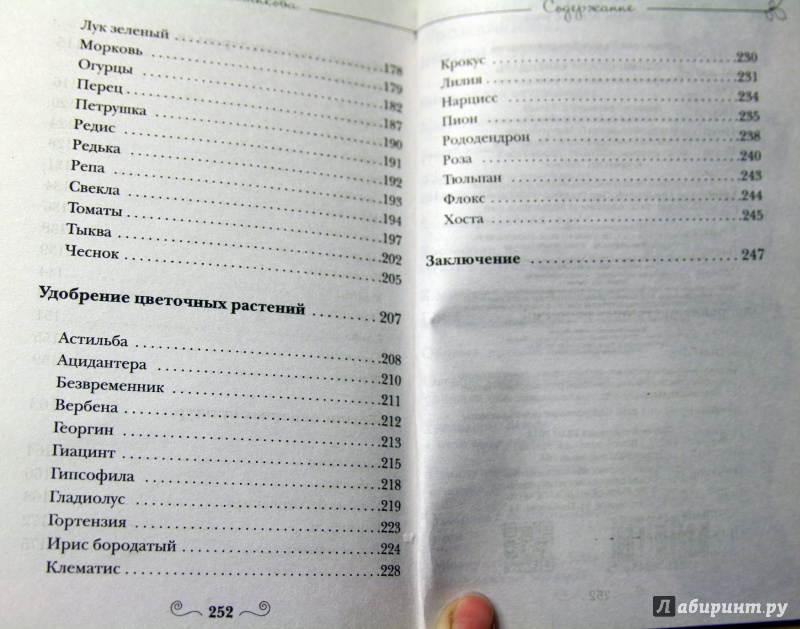 Лук зеленый 178
Морковь 179
Огурцы 182
Перец 187
Петрушка 190
Редис 191
Редька 192
Репа 193
Свекла 194
Томаты 197
Тыква 202
Чеснок 205
Удобрение цветочных растений 207
Астильба 208
Ацидантера 210
Безвременник 211
Вербена 212
Георгин 213
Гиацинт 215
Гипсофила 218
Гладиолус 219
Гортензия 223
Ирис бородатый 224
Клематис 228
252
Содержание
Крокус 230
Лилия 231
Нарцисс 234
Пион 235
Рододендрон 238
Роза 240
Тюльпан 243
Флокс 244
Хоста 245
Заключение 247
Лабиринт.ру